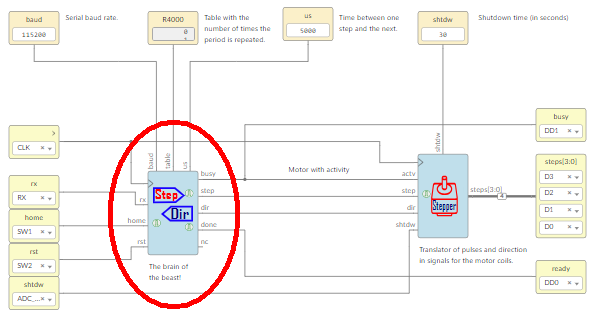 baud
115200
Serial baud rate.
R4000
0
Table with the
number of times the
period is repeated.
us
5000
Time between one
step and the next.
shtdw
30
Shutdown time (in seconds)
CLK
rx
RX
home
SW1
rst
SW2
shtdw
ADC_...
baud
table
us
rx
home
rst
Step
Dir
busy
step
dir
done
nc
The brain of
the beast!
Motor with activity
shtdw
actv
step
dir
shtdw
Stepper
steps[3:0]
4
Translator of pulses and direction
in signals for the motor coils.
busy
DD1
steps[3:0]
D3
D2
D1
D0
ready
DD0